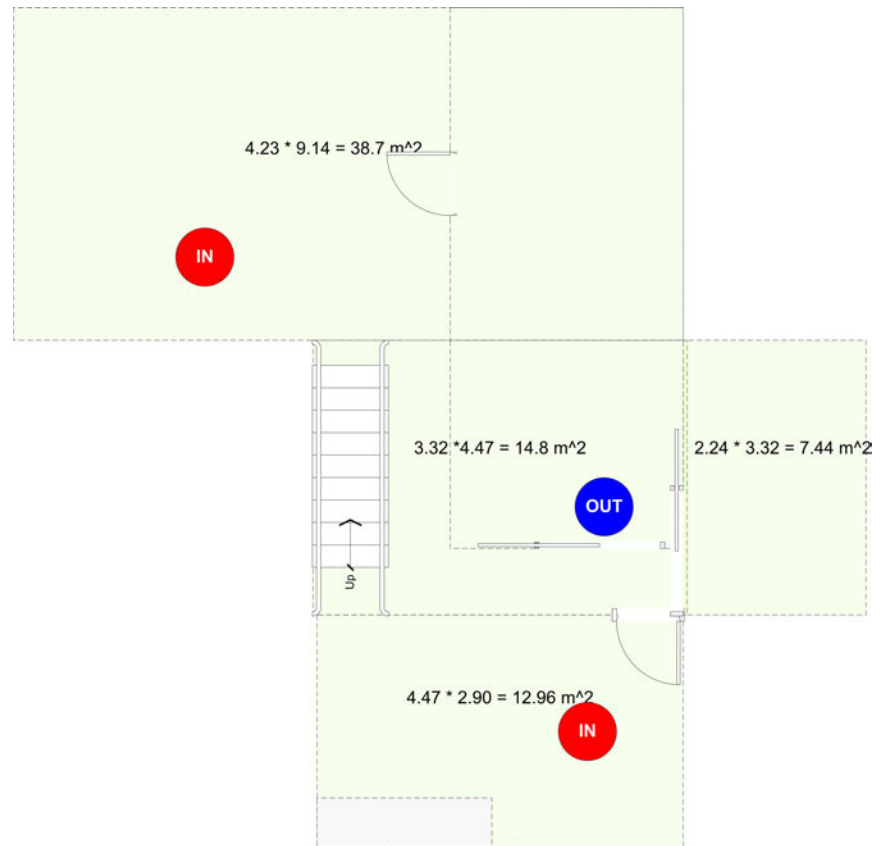 4.23 * 9.14 = 38.7 m^2
IN
3.32 *4.47 = 14.8 m^2
2.24 * 3.32 = 7.44 m^2
OUT
Up
4.47 * 2.90 = 12.96 m^2
IN